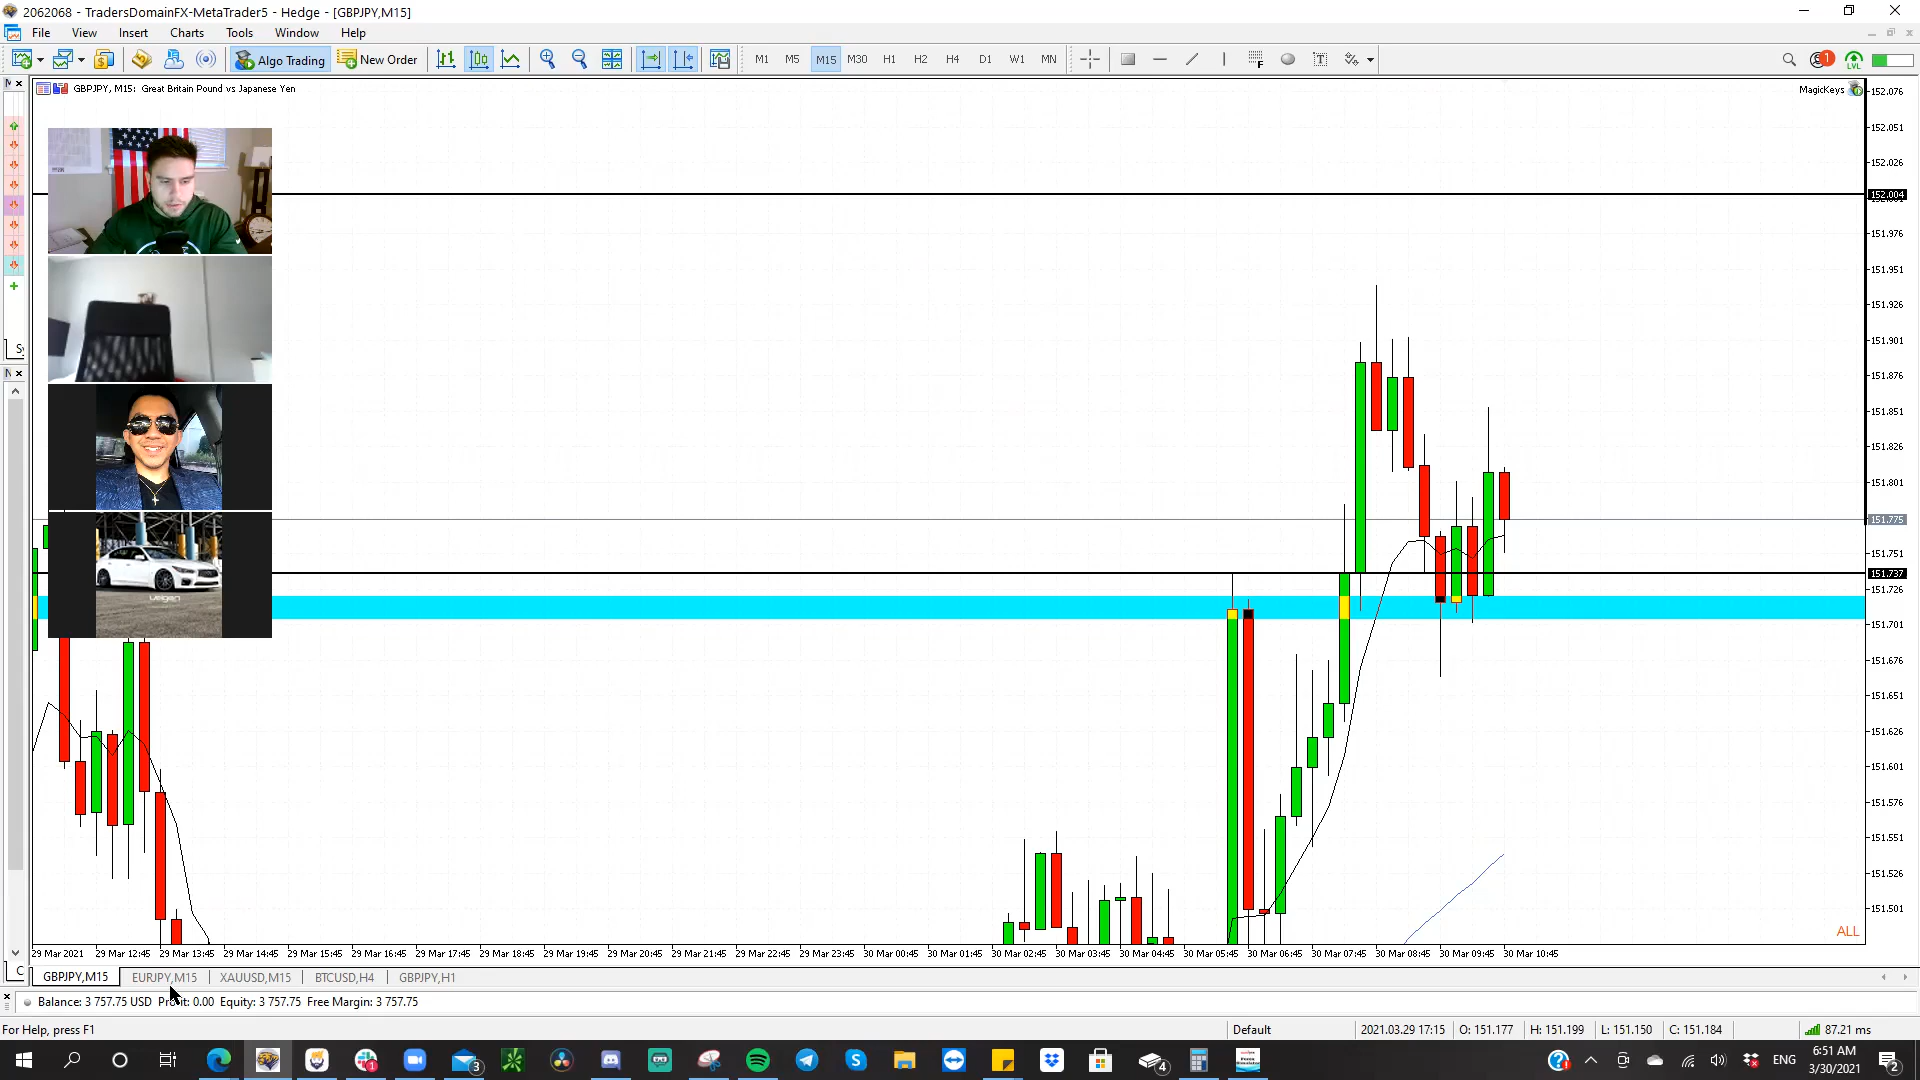 2062068 - TradersDomainFX-MetaTrader5 - Hedge - [GBPJPY,M15]
File View Insert Charts Tools Window Help
Algo Trading New Order M1 M5 M15 M30 H1 H2 H4 D1 W1 MN 1 LVL
GBPJPY, M15: Great Britain Pound vs Japanese Yen
MagicKeys
152.076
152.051
152.026
152.004
151.976
151.951
151.926
151.901
151.876
151.851
151.826
151.801
151.775
151.751
151.737
151.726
151.701
151.676
151.651
151.626
151.601
151.576
151.551
151.526
151.501
ALL
29 Mar 2021 29 Mar 12:45 29 Mar 13:45 29 Mar 14:45 29 Mar 15:45 29 Mar 16:45 29 Mar 17:45 29 Mar 18:45 29 Mar 19:45 29 Mar 20:45 29 Mar 21:45 29 Mar 22:45 29 Mar 23:45 30 Mar 00:45 30 Mar 01:45 30 Mar 02:45 30 Mar 03:45 30 Mar 04:45 30 Mar 05:45 30 Mar 06:45 30 Mar 07:45 30 Mar 08:45 30 Mar 09:45 30 Mar 10:45
GBPJPY,M15 EURJPY,M15 XAUUSD,M15 BTCUSD,H4 GBPJPY,H1
Balance: 3 757.75 USD Profit: 0.00 Equity: 3 757.75 Free Margin: 3 757.75
For Help, press F1 Default 2021.03.29 17:15 O: 151.177 H: 151.199 L: 151.150 C: 151.184 87.21 ms
ENG 6:51 AM
3/30/2021